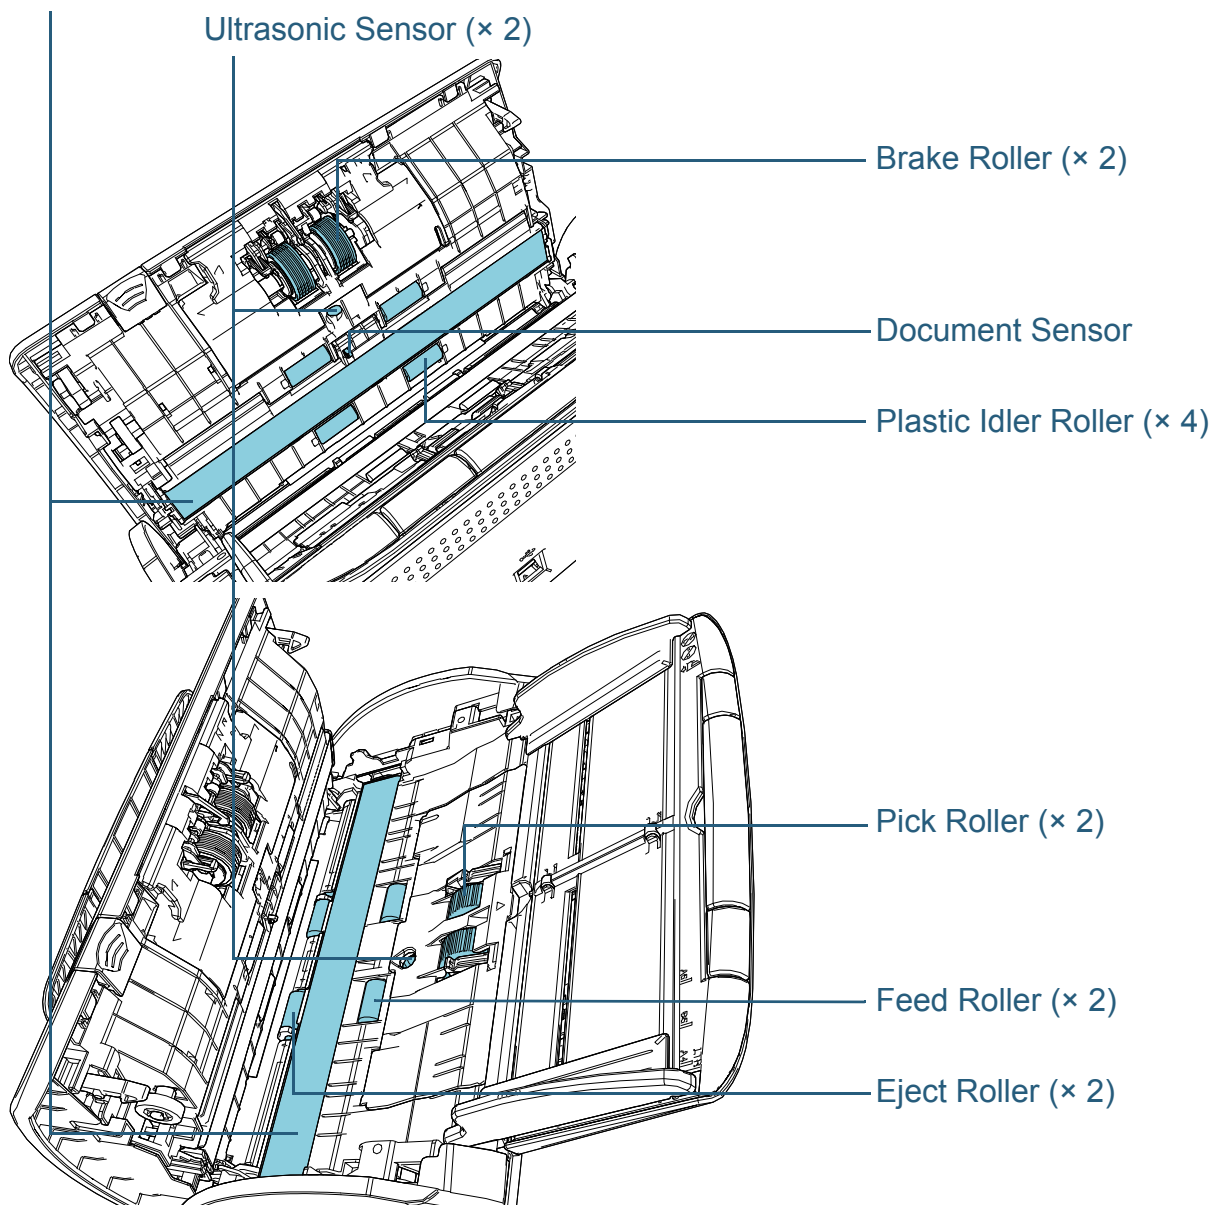 Ultrasonic Sensor (× 2)
Brake Roller (× 2)
Document Sensor
Plastic Idler Roller (× 4)
Pick Roller (× 2)
Feed Roller (× 2)
Eject Roller (× 2)